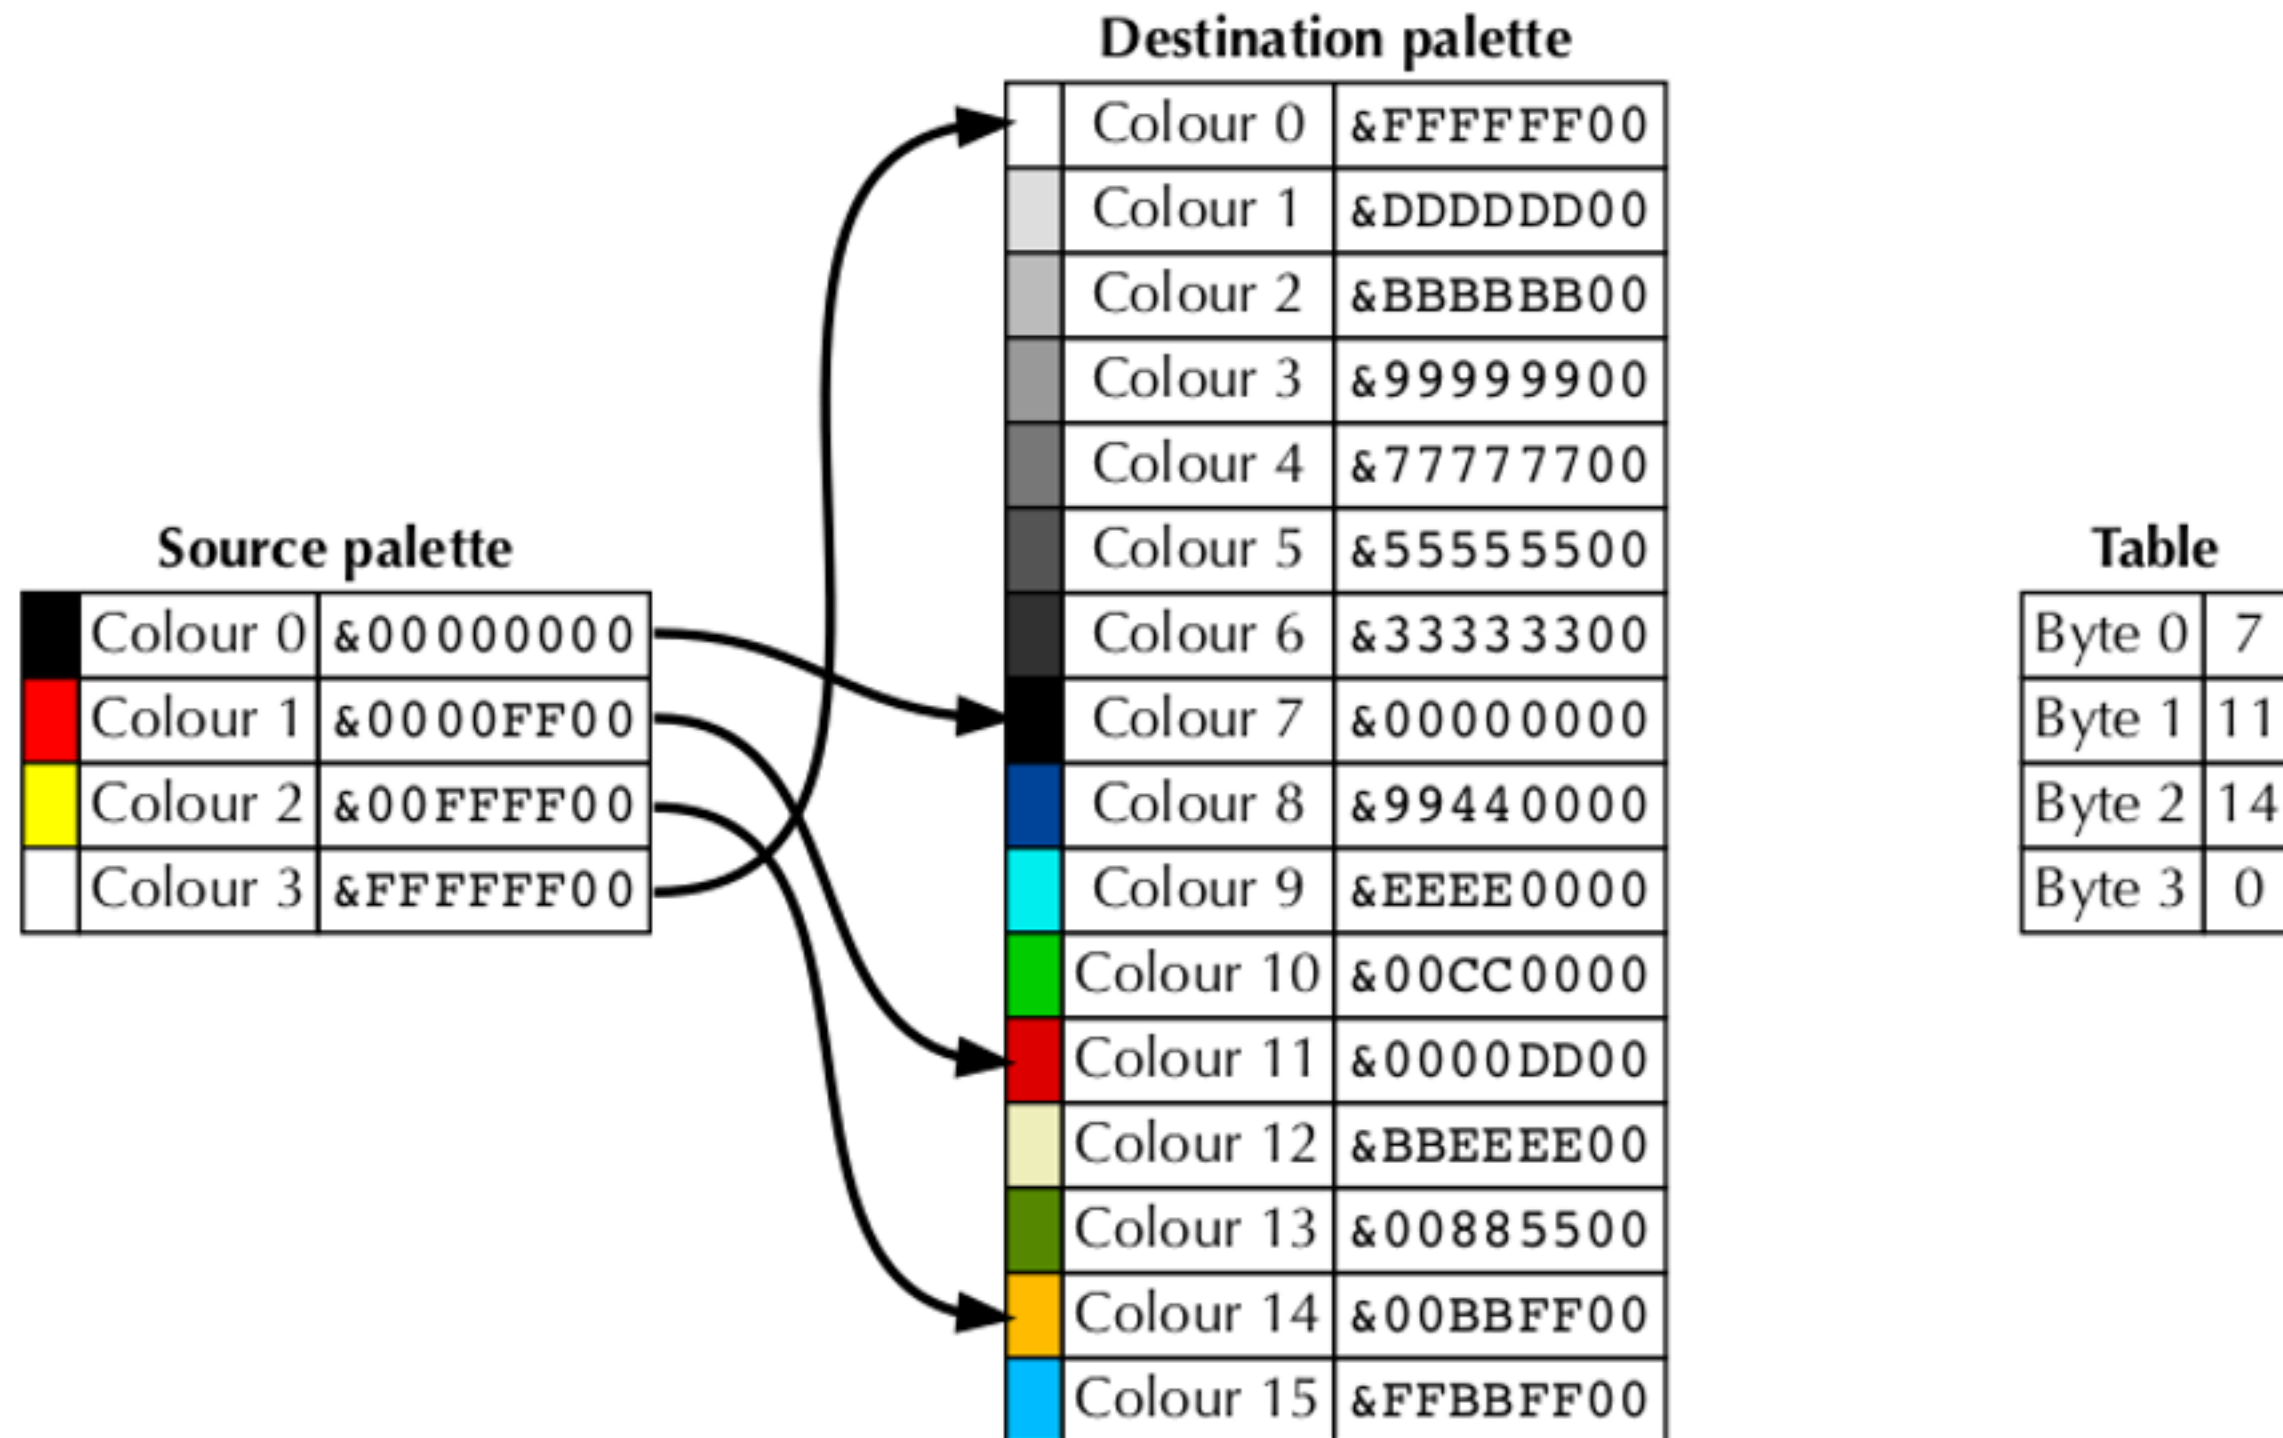 Destination palette
Colour 0 &FFFFFF00
Colour 1 &DDDDDD00
Colour 2 &BBBBBB00
Colour 3 &99999900
Colour 4 &77777700
Colour 5 &55555500
Colour 6 &33333300
Colour 7 &00000000
Colour 8 &99440000
Colour 9 &EEEE0000
Colour 10 &00CC0000
Colour 11 &0000DD00
Colour 12 &BBEEEE00
Colour 13 &00885500
Colour 14 &00BBFF00
Colour 15 &FFBBFF00
Source palette
Colour 0 &00000000
Colour 1 &0000FF00
Colour 2 &00FFFF00
Colour 3 &FFFFFF00
Table
Byte 0 7
Byte 1 11
Byte 2 14
Byte 3 0